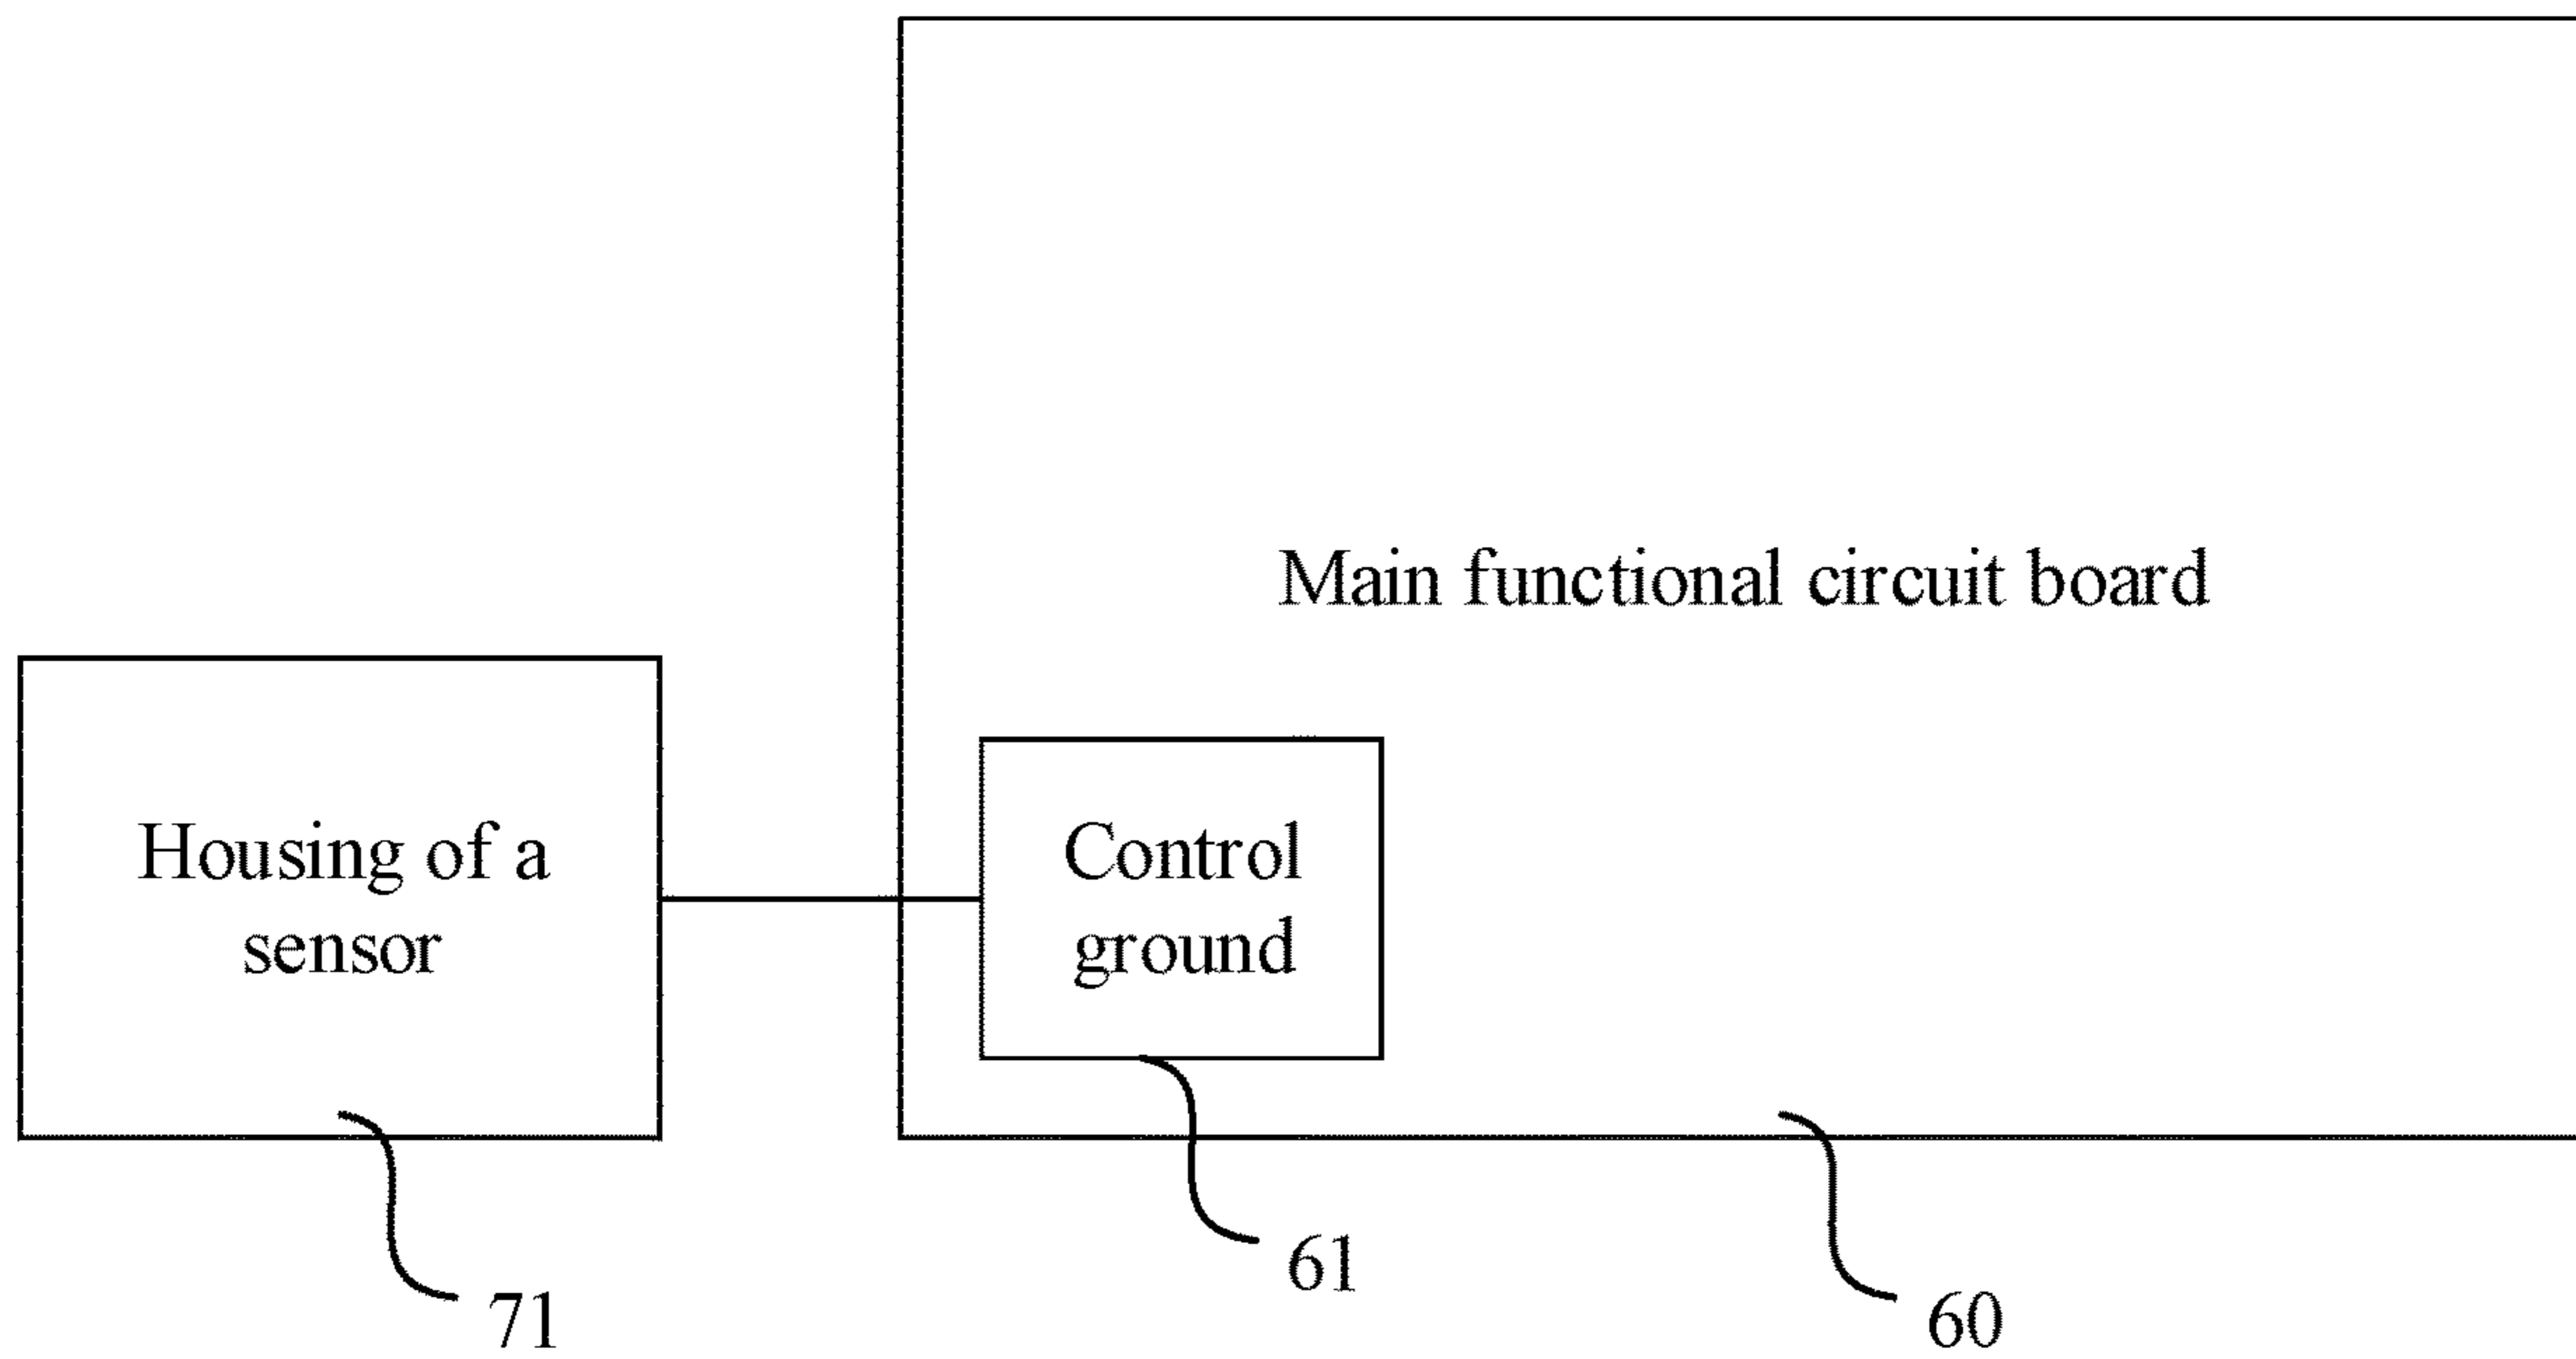 Main functional circuit board
Housing of a
sensor
Control
ground
61
71
60